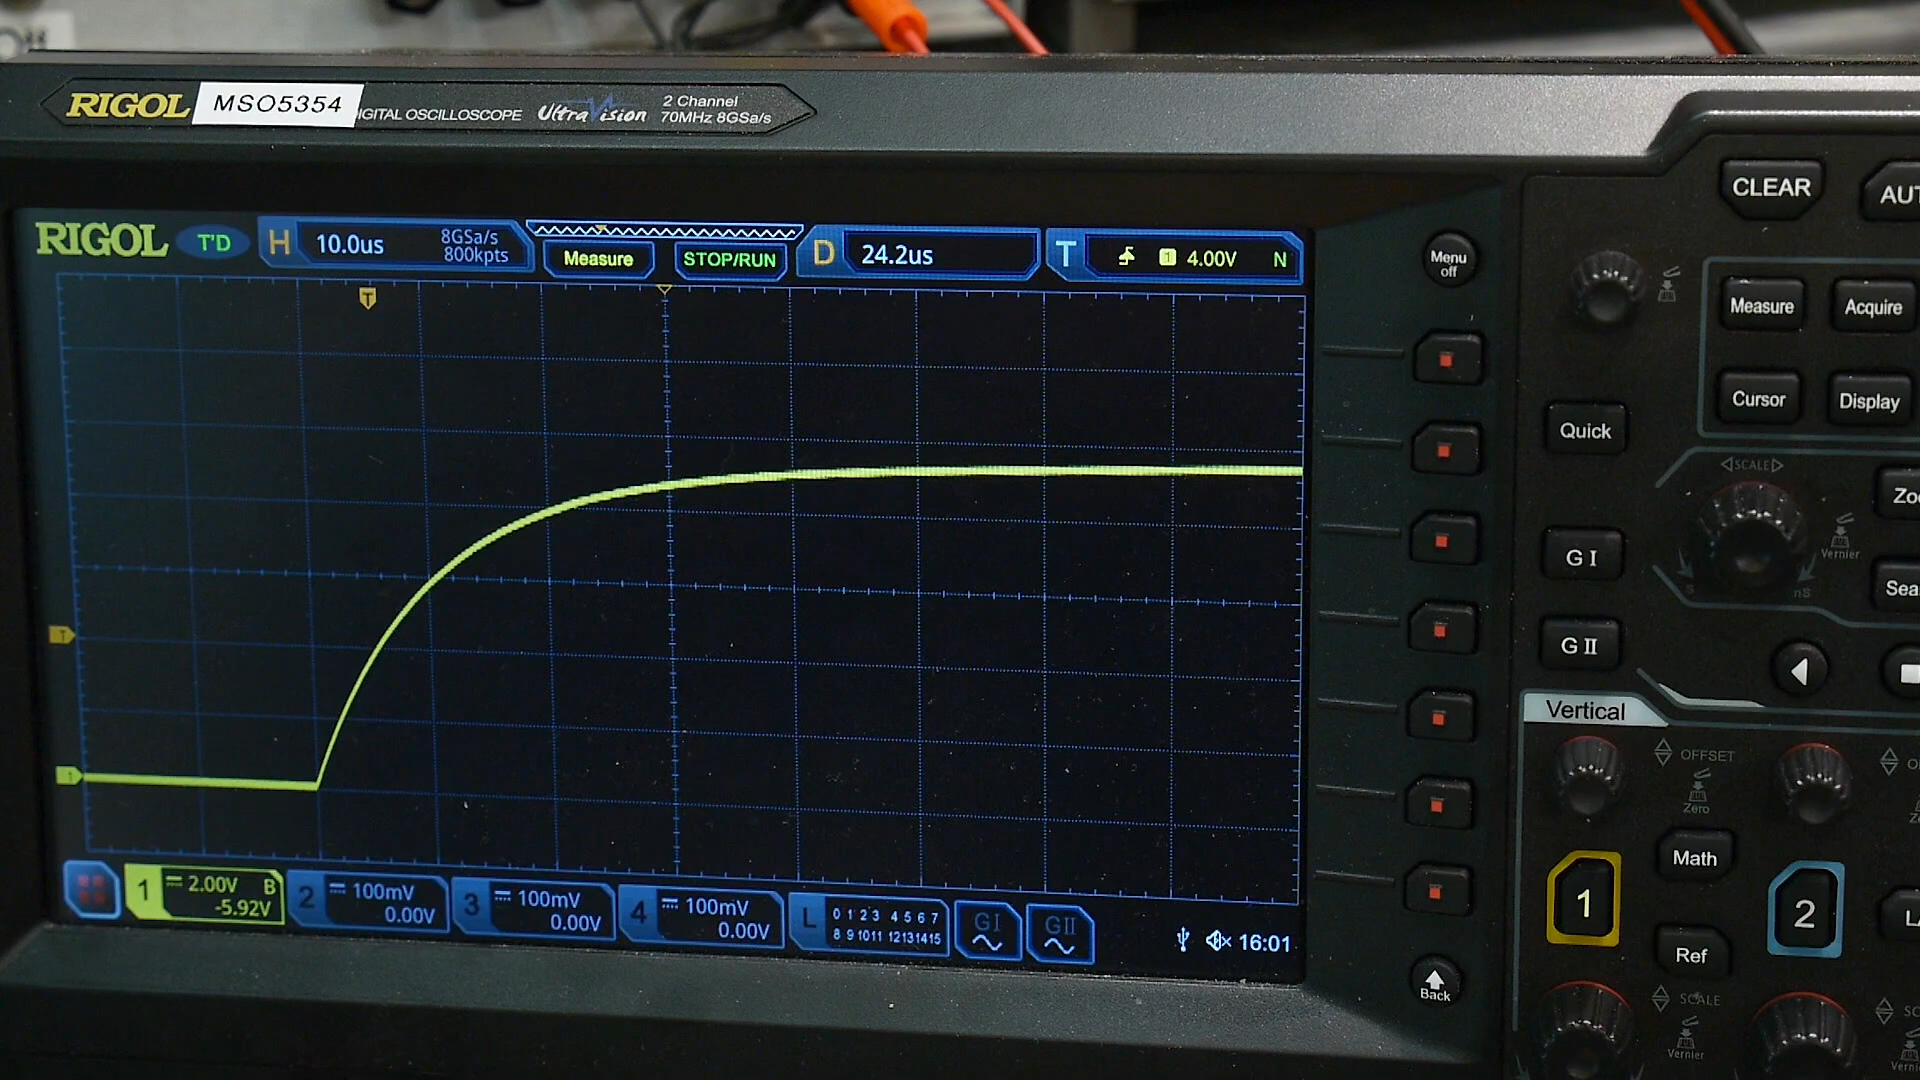 RIGOL MSO5354 IGITAL OSCILLOSCOPE UltraVision 2 Channel
70MHz 8GSa/s
CLEAR
RIGOL T'D H 10.0us 8GSa/s
800kpts
Measure STOP/RUN
D 24.2us T 1 4.00V N
Menu
off
Measure Acquire
Cursor Display
Quick
SCALE
Vernier
S nS
G I
G II
T
T
1
1 2.00V B
-5.92V
2 100mV
0.00V
3 100mV
0.00V
4 100mV
0.00V
L 0 1 2 3 4 5 6 7
8 9 10 11 12 13 14 15
GI
GII
16:01
Back
Vertical
OFFSET
Zero
Math
1
2
Ref
SCALE
Vernier